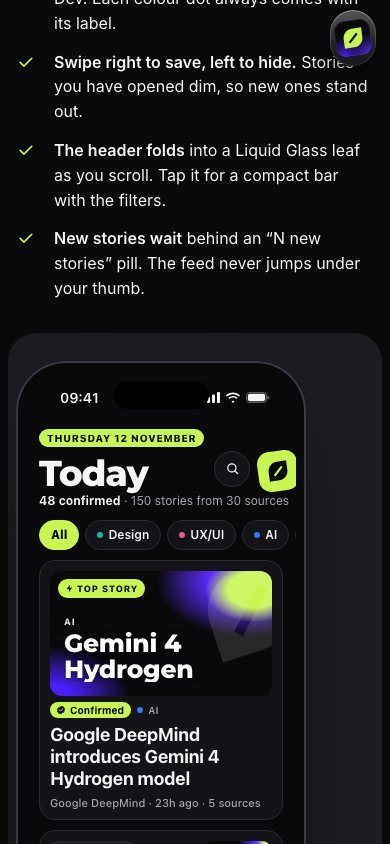 Dev. Each colour dot always comes with
its label.
Swipe right to save, left to hide. Stories
you have opened dim, so new ones stand
out.
The header folds into a Liquid Glass leaf
as you scroll. Tap it for a compact bar
with the filters.
New stories wait behind an “N new
stories” pill. The feed never jumps under
your thumb.
09:41
THURSDAY 12 NOVEMBER
Today
48 confirmed · 150 stories from 30 sources
All
Design
UX/UI
AI
TOP STORY
AI
Gemini 4
Hydrogen
Confirmed
AI
Google DeepMind
introduces Gemini 4
Hydrogen model
Google DeepMind · 23h ago · 5 sources